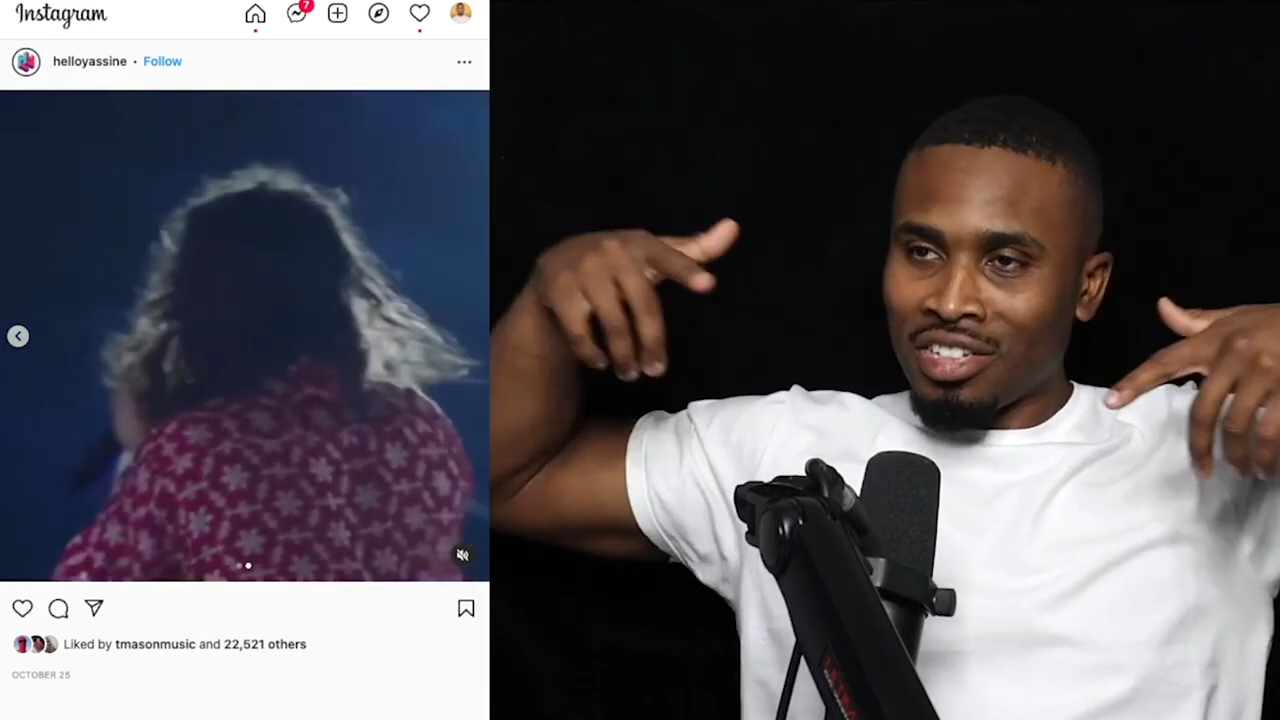 Instagram
7
helloyassine • Follow
Liked by tmasonmusic and 22,521 others
OCTOBER 25